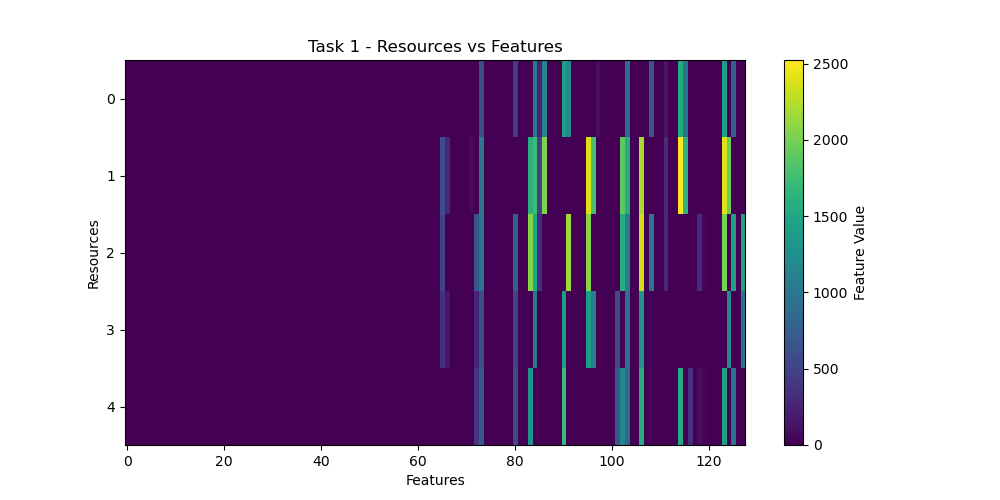 Task 1 - Resources vs Features
0
1
2
3
4
Resources
0 20 40 60 80 100 120
Features
2500
2000
1500
1000
500
0
Feature Value